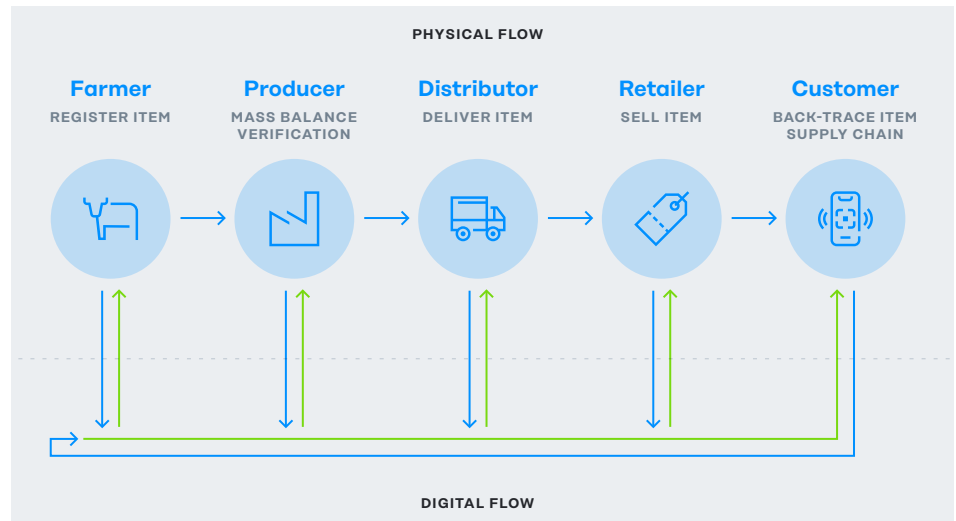 PHYSICAL FLOW
Farmer
REGISTER ITEM
Producer
MASS BALANCE
VERIFICATION
Distributor
DELIVER ITEM
Retailer
SELL ITEM
Customer
BACK-TRACE ITEM
SUPPLY CHAIN
DIGITAL FLOW